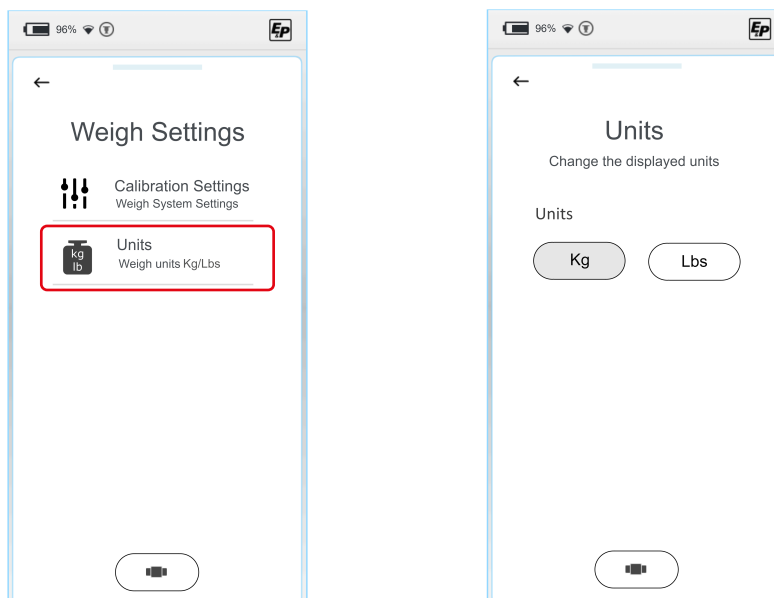 96%
EP
Weigh Settings
Calibration Settings
Weigh System Settings
kg
lb
Units
Weigh units Kg/Lbs
96%
EP
Units
Change the displayed units
Units
Kg
Lbs